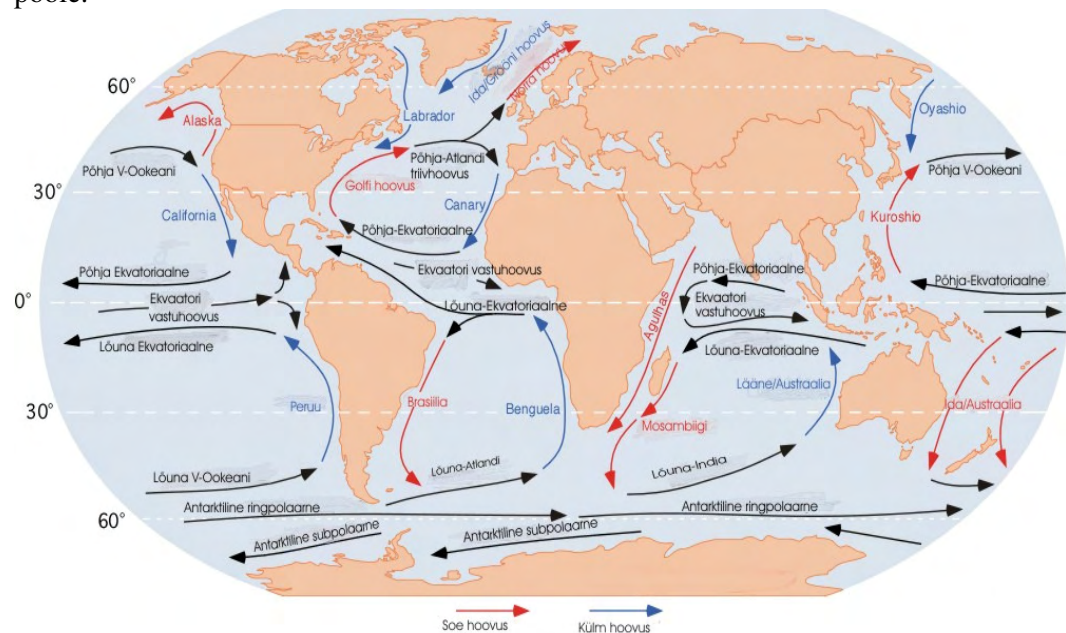 poole.
60°
30°
0°
30°
60°
Alaska
Põhja V-Ookeani
California
Põhja Ekvatoriaalne
Ekvaatori
vastuhoovus
Lõuna Ekvatoriaalne
Peruu
Lõuna V-Ookeani
Antarktiline ringpolaarne
Antarktiline subpolaarne
Labrador
Ida/Grööni hoovus
Norra hoovus
Põhja-Atlandi
triivhoovus
Golfi hoovus
Canary
Põhja-Ekvatoriaalne
Ekvaatori vastuhoovus
Lõuna-Ekvatoriaalne
Brasiilia
Benguela
Lõuna-Atlandi
Antarktiline subpolaarne
Agulhas
Põhja-Ekvatoriaalne
Ekvaatori
vastuhoovus
Lõuna-Ekvatoriaalne
Mosambiigi
Lääne/Austraalia
Lõuna-India
Antarktiline ringpolaarne
Oyashio
Põhja V-Ookeani
Kuroshio
Põhja-Ekvatoriaalne
Ida/Austraalia
Soe hoovus
Külm hoovus